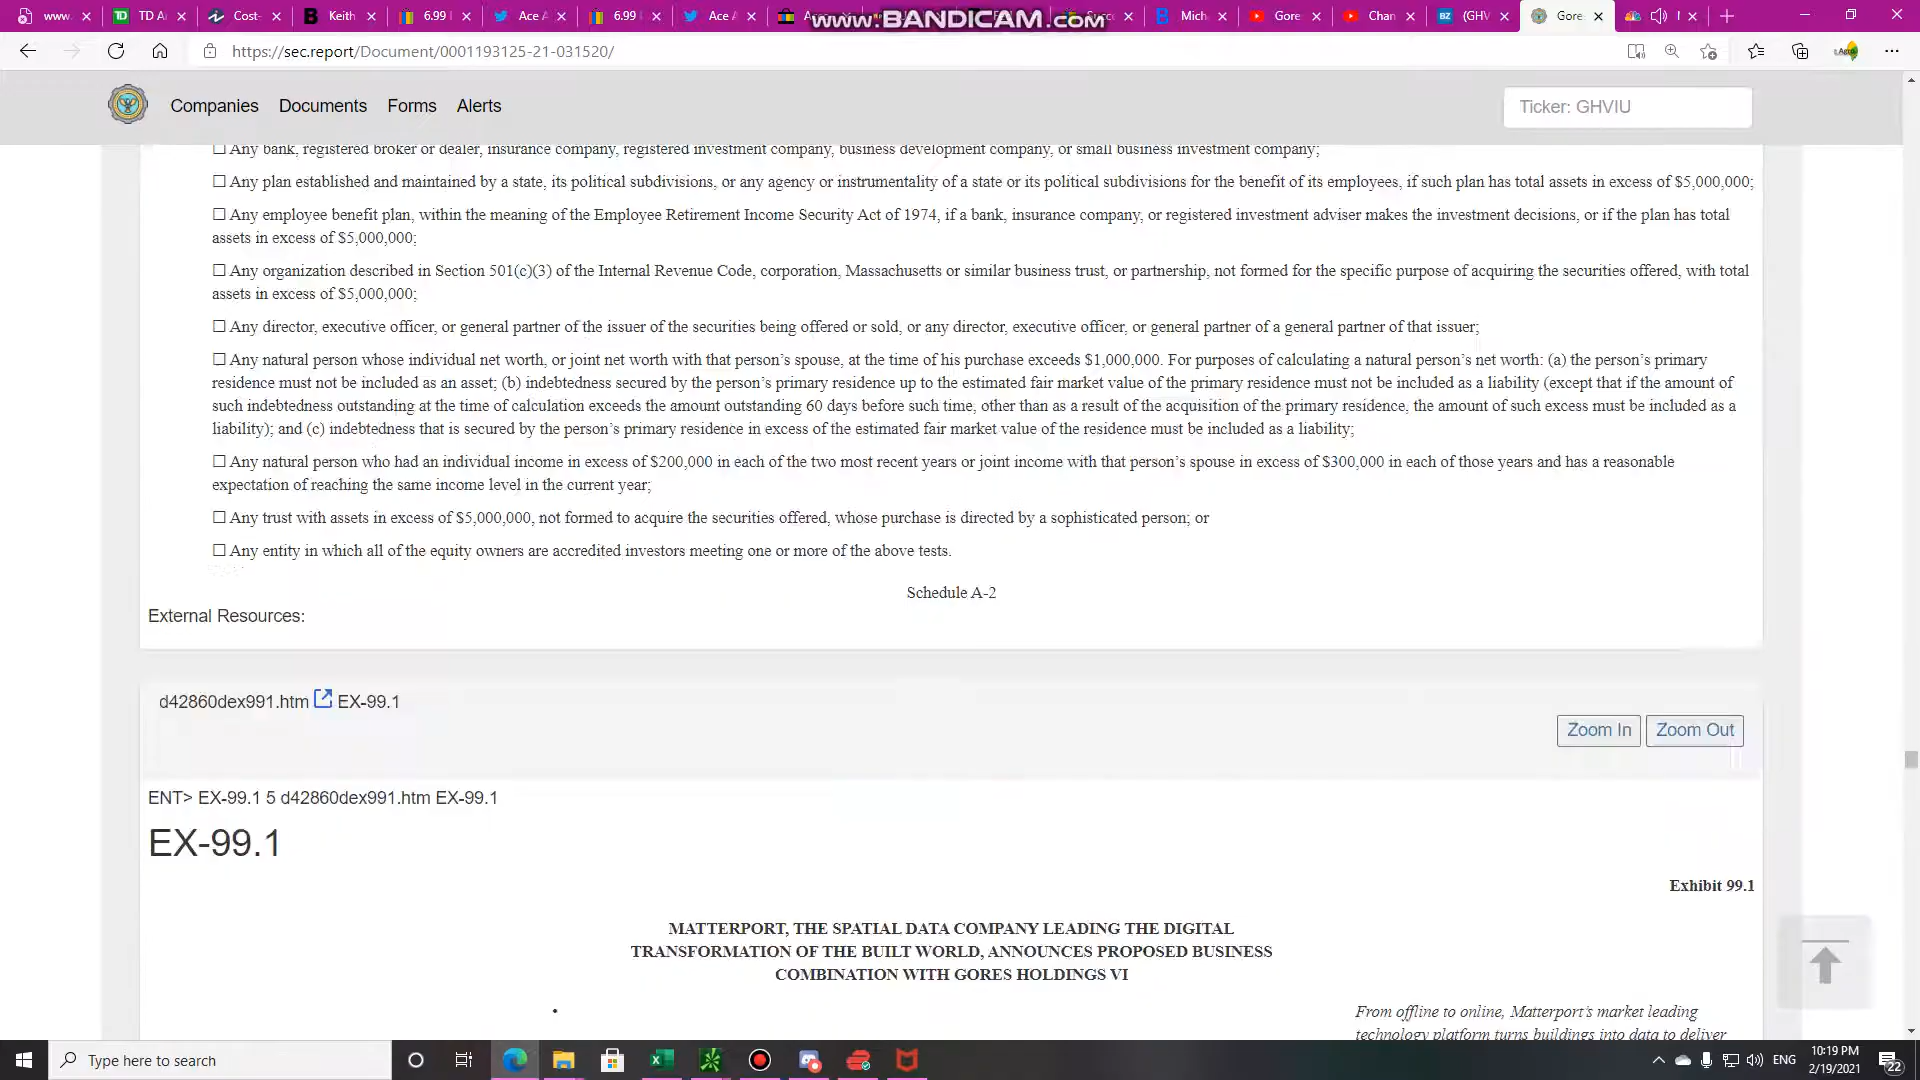 www.
TD A
Cost-
Keith
6.99
Ace A
6.99
Ace A
www.BANDICAM.com
Mich
Gore
Chan
(GHV
Gore
https://sec.report/Document/0001193125-21-031520/
Companies Documents Forms Alerts
Ticker: GHVIU
☐ Any bank, registered broker or dealer, insurance company, registered investment company, business development company, or small business investment company;
☐ Any plan established and maintained by a state, its political subdivisions, or any agency or instrumentality of a state or its political subdivisions for the benefit of its employees, if such plan has total assets in excess of $5,000,000;
☐ Any employee benefit plan, within the meaning of the Employee Retirement Income Security Act of 1974, if a bank, insurance company, or registered investment adviser makes the investment decisions, or if the plan has total
assets in excess of $5,000,000;
☐ Any organization described in Section 501(c)(3) of the Internal Revenue Code, corporation, Massachusetts or similar business trust, or partnership, not formed for the specific purpose of acquiring the securities offered, with total
assets in excess of $5,000,000;
☐ Any director, executive officer, or general partner of the issuer of the securities being offered or sold, or any director, executive officer, or general partner of a general partner of that issuer;
☐ Any natural person whose individual net worth, or joint net worth with that person's spouse, at the time of his purchase exceeds $1,000,000. For purposes of calculating a natural person's net worth: (a) the person's primary
residence must not be included as an asset; (b) indebtedness secured by the person's primary residence up to the estimated fair market value of the primary residence must not be included as a liability (except that if the amount of
such indebtedness outstanding at the time of calculation exceeds the amount outstanding 60 days before such time, other than as a result of the acquisition of the primary residence, the amount of such excess must be included as a
liability); and (c) indebtedness that is secured by the person's primary residence in excess of the estimated fair market value of the residence must be included as a liability;
☐ Any natural person who had an individual income in excess of $200,000 in each of the two most recent years or joint income with that person's spouse in excess of $300,000 in each of those years and has a reasonable
expectation of reaching the same income level in the current year;
☐ Any trust with assets in excess of $5,000,000, not formed to acquire the securities offered, whose purchase is directed by a sophisticated person; or
☐ Any entity in which all of the equity owners are accredited investors meeting one or more of the above tests.
Schedule A-2
External Resources:
d42860dex991.htm EX-99.1
Zoom In Zoom Out
ENT> EX-99.1 5 d42860dex991.htm EX-99.1
EX-99.1
Exhibit 99.1
MATTERPORT, THE SPATIAL DATA COMPANY LEADING THE DIGITAL
TRANSFORMATION OF THE BUILT WORLD, ANNOUNCES PROPOSED BUSINESS
COMBINATION WITH GORES HOLDINGS VI
• From offline to online, Matterport's market leading
technology platform turns buildings into data to deliver
Type here to search
ENG
10:19 PM
2/19/2021
22